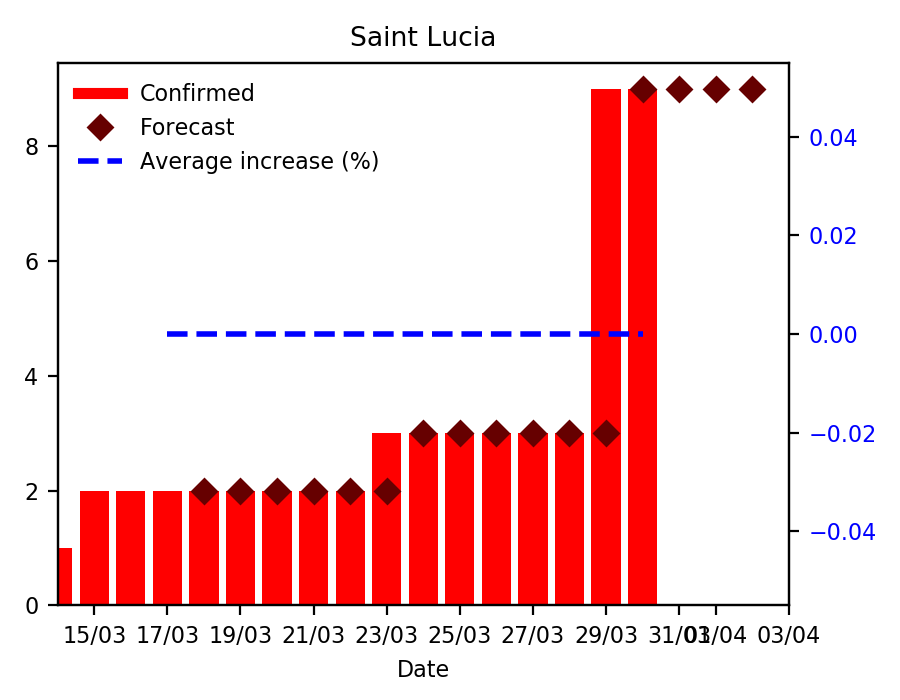 Saint Lucia
Confirmed
Forecast
Average increase (%)
8
6
4
2
0
0.04
0.02
0.00
−0.02
−0.04
15/03 17/03 19/03 21/03 23/03 25/03 27/03 29/03 31/03 01/04 03/04
Date